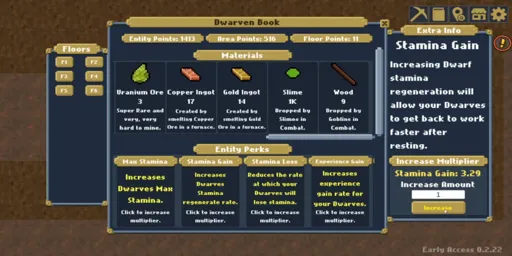 Dwarven Book
Entity Points: 1413
Area Points: 516
Floor Points: 11
Floors
F1
F2
F3
F4
F5
F6
Materials
Uranium Ore
3
Super Rare and
very, very
hard to mine.
Copper Ingot
17
Created by
smelting Copper
Ore in a furnace.
Gold Ingot
14
Created by
smelting Gold
Ore in a furnace.
Slime
1K
Dropped by
Slimes in
Combat.
Wood
9
Dropped by
Goblins in
Combat.
Entity Perks
Max Stamina
Increases
Dwarves Max
Stamina.
Click to increase
multiplier.
Stamina Gain
Increases
Dwarves
Stamina
regenerate rate.
Click to increase
multiplier.
Stamina Loss
Reduces the rate
at which your
Dwarves will
lose stamina.
Click to increase
multiplier.
Experience Gain
Increases
experience
gain rate for
your Dwarves.
Click to increase
multiplier.
Extra Info
Stamina Gain
Increasing Dwarf
stamina
regeneration will
allow your Dwarves
to get back to work
faster after
resting.
Increase Multiplier
Stamina Gain: 3.29
Increase Amount
1
Increase
Early Access 0.2.22